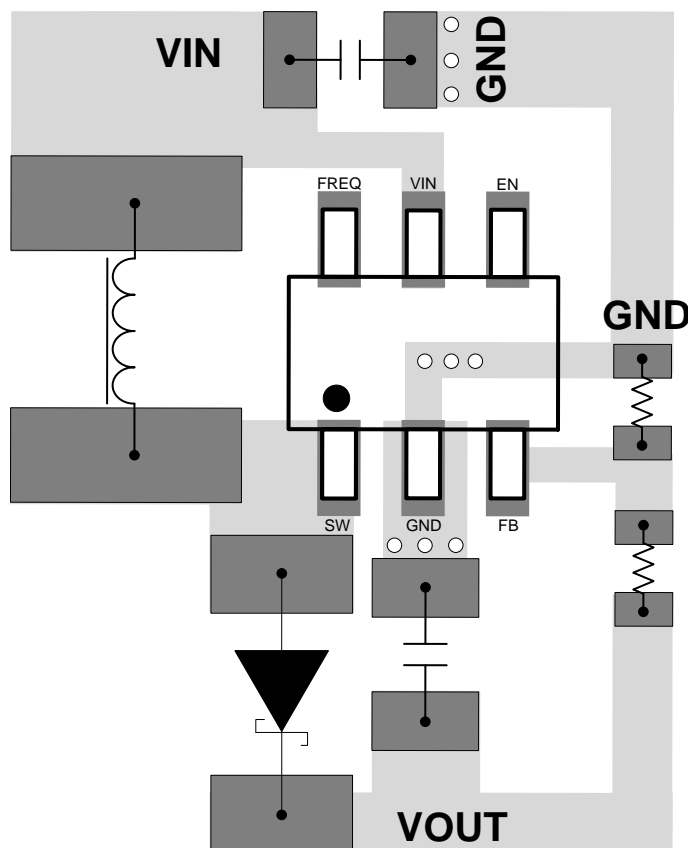 VIN
GND
FREQ
VIN
EN
GND
SW
GND
FB
VOUT